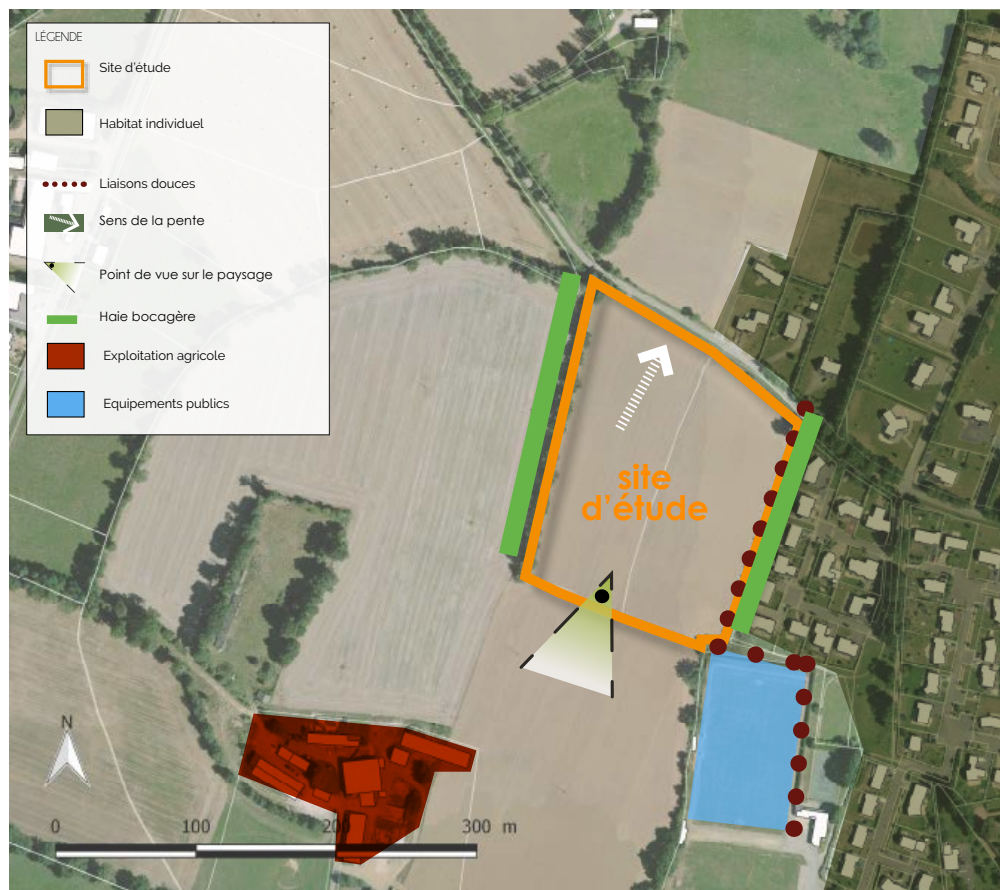 LÉGENDE
Site d'étude
Habitat individuel
Liaisons douces
Sens de la pente
Point de vue sur le paysage
Haie bocagère
Exploitation agricole
Equipements publics
site
d'étude
N
0 100 200 300 m